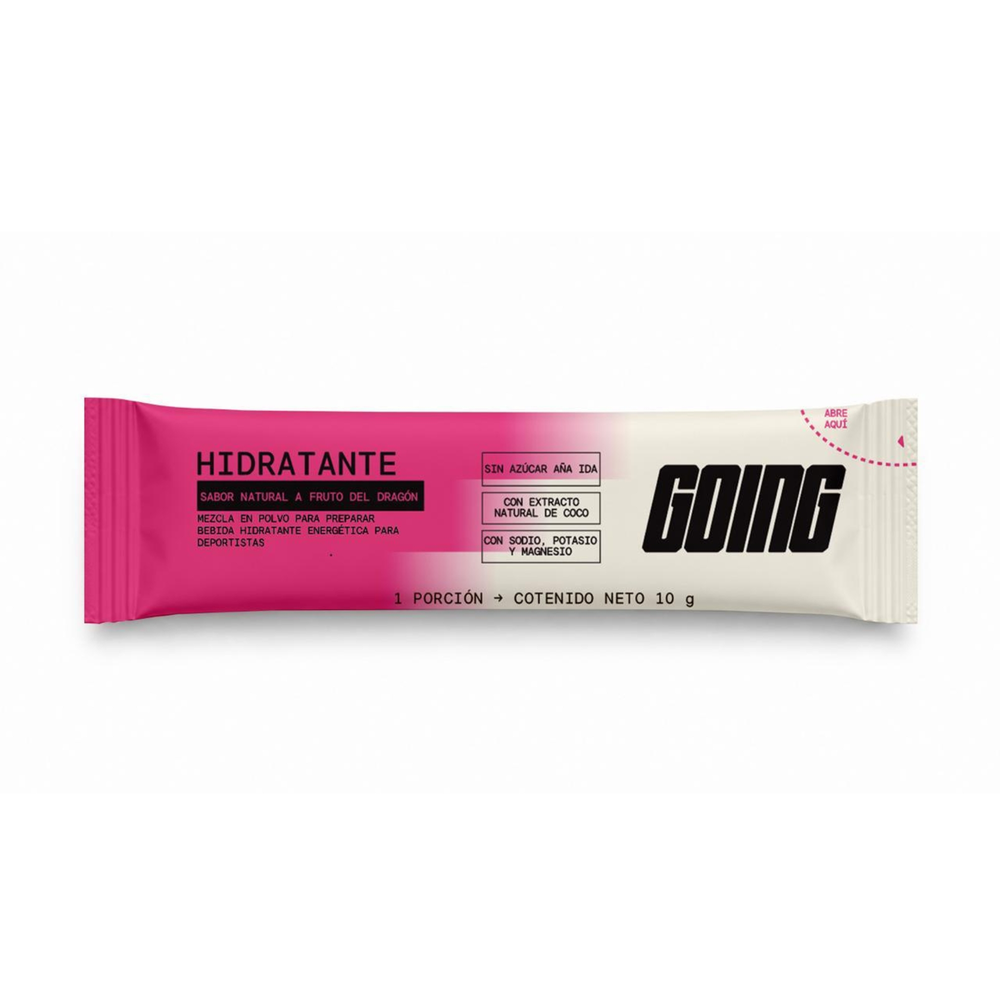 HIDRATANTE
SABOR NATURAL A FRUTO DEL DRAGÓN
MEZCLA EN POLVO PARA PREPARAR
BEBIDA HIDRATANTE ENERGÉTICA PARA
DEPORTISTAS
SIN AZÚCAR AÑA IDA
CON EXTRACTO
NATURAL DE COCO
CON SODIO, POTASIO
Y MAGNESIO
GOING
ABRE
AQUÍ
1 PORCIÓN → COTENIDO NETO 10 g